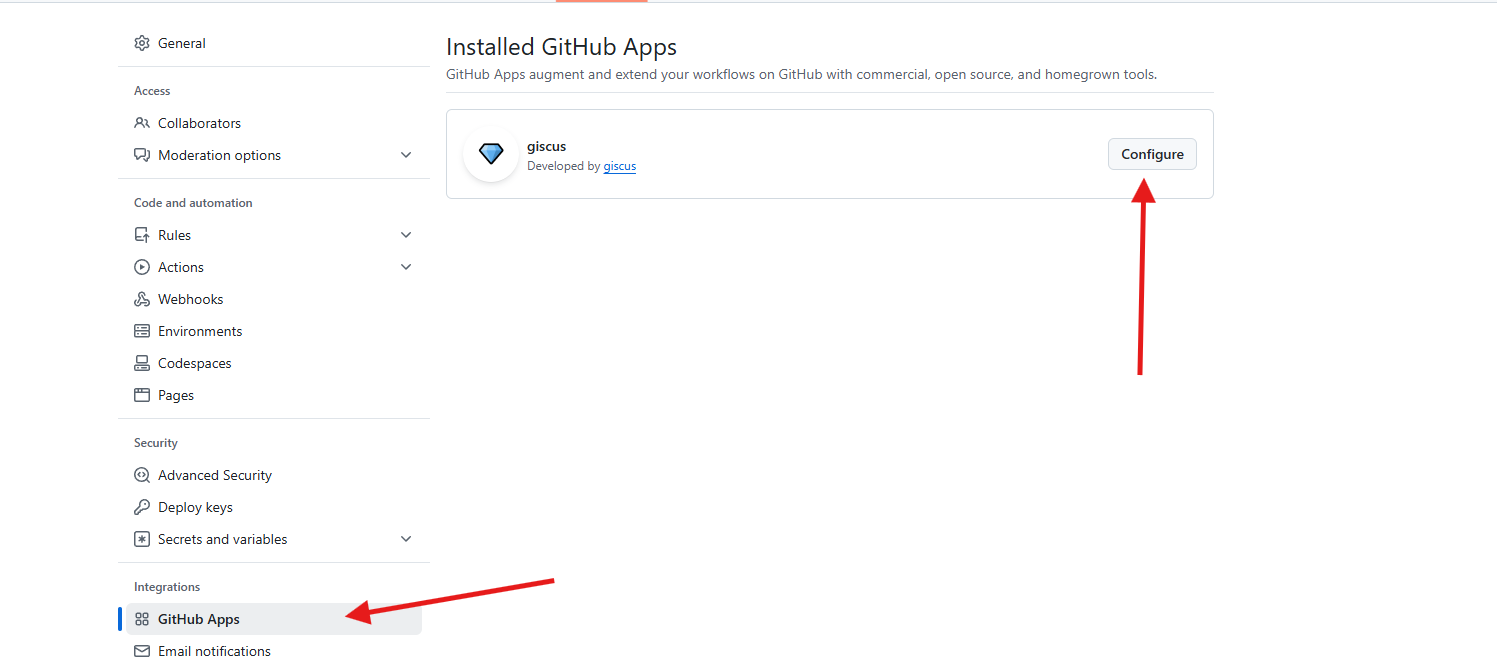 General
Access
Collaborators
Moderation options
Code and automation
Rules
Actions
Webhooks
Environments
Codespaces
Pages
Security
Advanced Security
Deploy keys
Secrets and variables
Integrations
GitHub Apps
Email notifications
Installed GitHub Apps
GitHub Apps augment and extend your workflows on GitHub with commercial, open source, and homegrown tools.
giscus
Developed by giscus
Configure